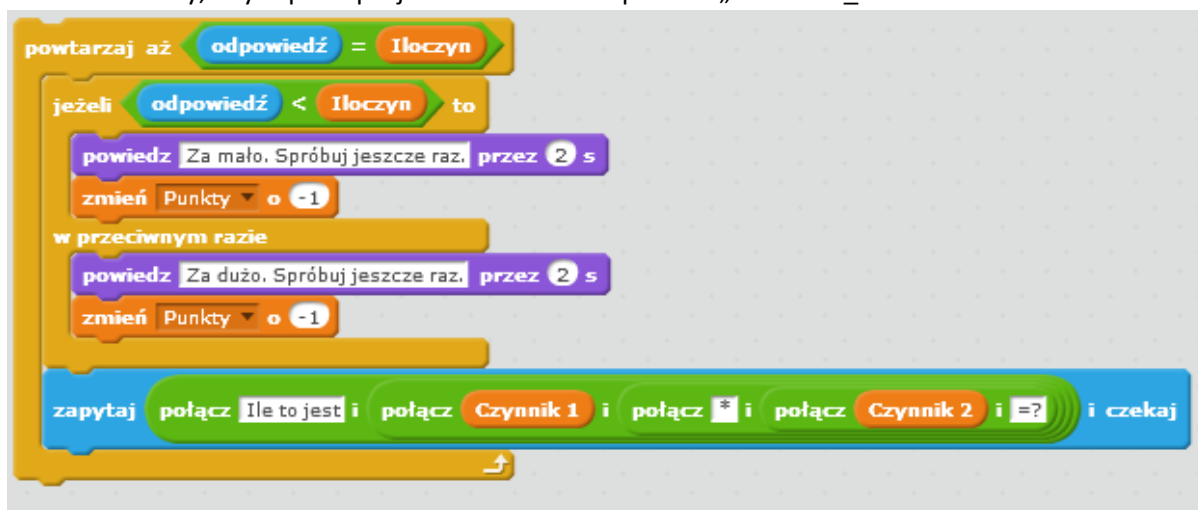 powtarzaj aż odpowiedź = Iloczyn
jeżeli odpowiedź < Iloczyn to
powiedz Za mało. Spróbuj jeszcze raz. przez 2 s
zmień Punkty o -1
w przeciwnym razie
powiedz Za dużo. Spróbuj jeszcze raz. przez 2 s
zmień Punkty o -1
zapytaj połącz Ile to jest i połącz Czynnik 1 i połącz * i połącz Czynnik 2 i =? i czekaj